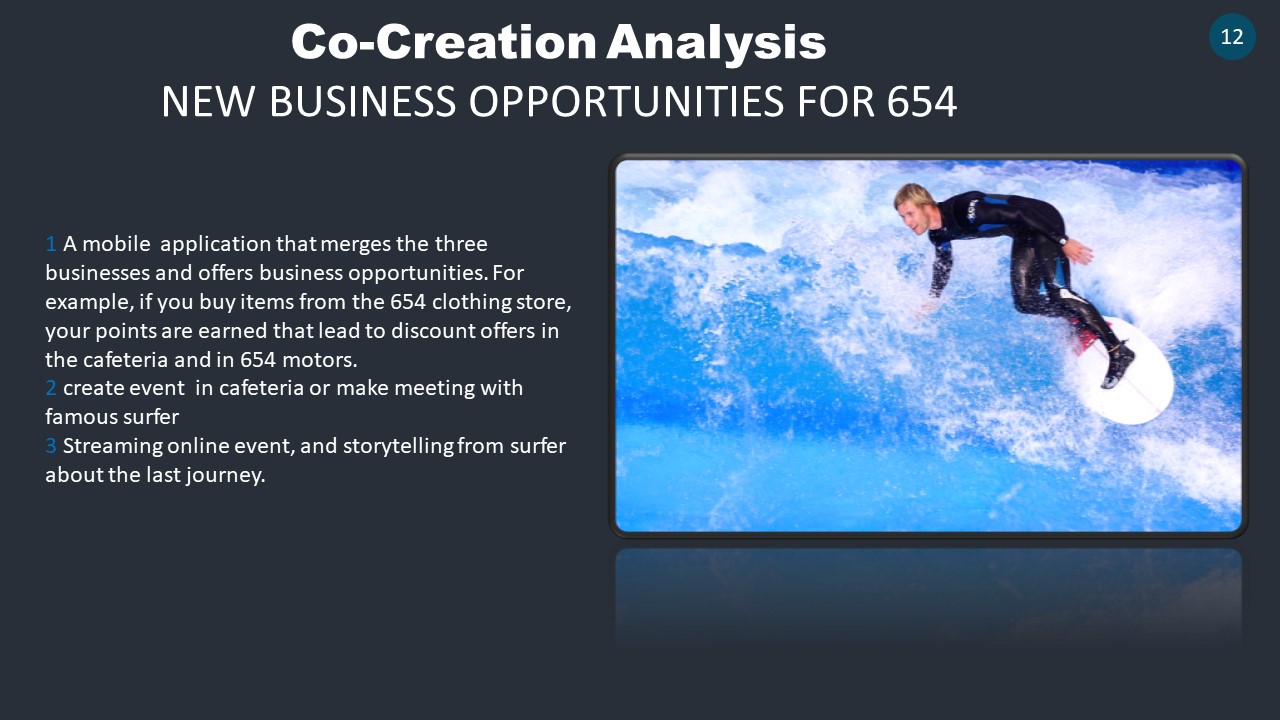 Co-Creation Analysis
12
NEW BUSINESS OPPORTUNITIES FOR 654
1 A mobile  application that merges the three
businesses and offers business opportunities. For
example, if you buy items from the 654 clothing store,
your points are earned that lead to discount offers in
the cafeteria and in 654 motors.
2 create event  in cafeteria or make meeting with
famous surfer
3 Streaming online event, and storytelling from surfer
about the last journey.